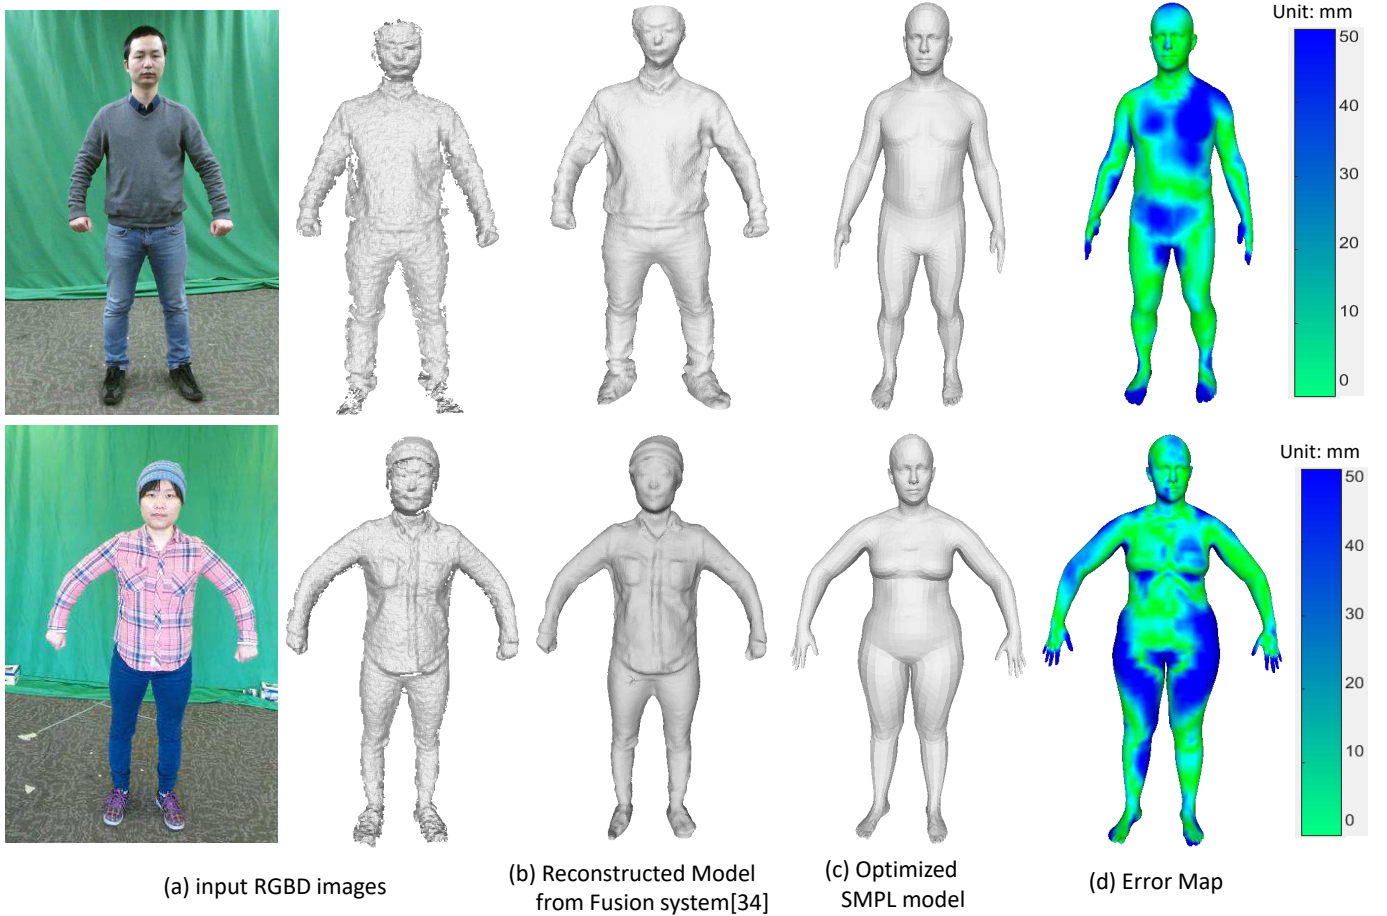 Unit: mm
50
40
30
20
10
0
Unit: mm
50
40
30
20
10
0
(a) input RGBD images
(b) Reconstructed Model
from Fusion system[34]
(c) Optimized
SMPL model
(d) Error Map